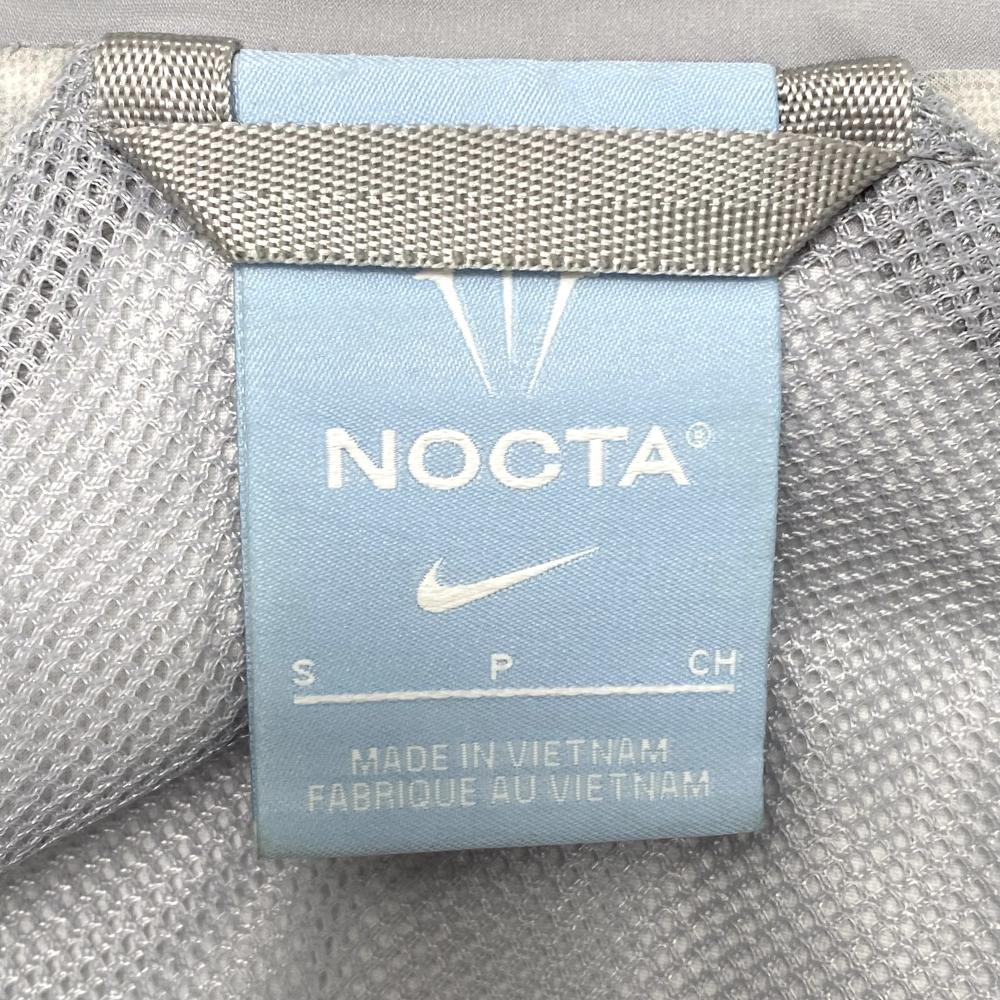 NOCTA®
S P CH
MADE IN VIETNAM
FABRIQUE AU VIETNAM